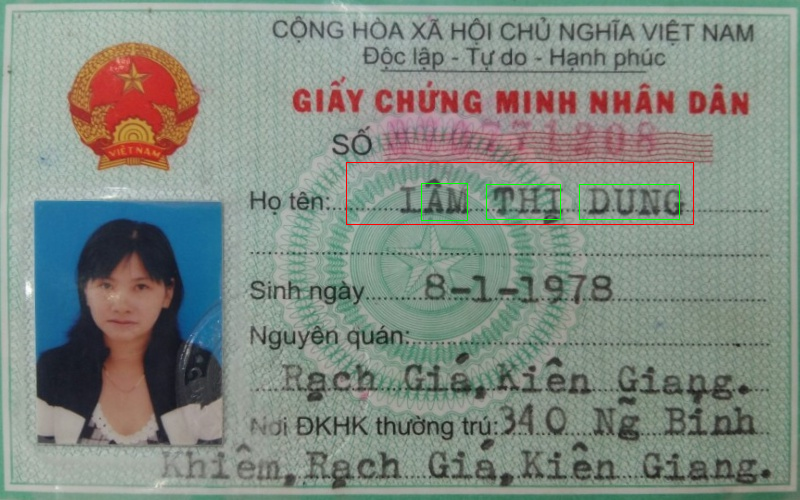 CỘNG HÒA XÃ HỘI CHỦ NGHĨA VIỆT NAM
Độc lập - Tự do - Hạnh phúc
GIẤY CHỨNG MINH NHÂN DÂN
VIỆT NAM
SỐ
Họ tên: LÂM THỊ DUNG
Sinh ngày 8-1-1978
Nguyên quán:
Rạch Giá, Kiên Giang.
Nơi ĐKHK thường trú: 340 Ng Bỉnh
Khiêm, Rạch Giá, Kiên Giang.